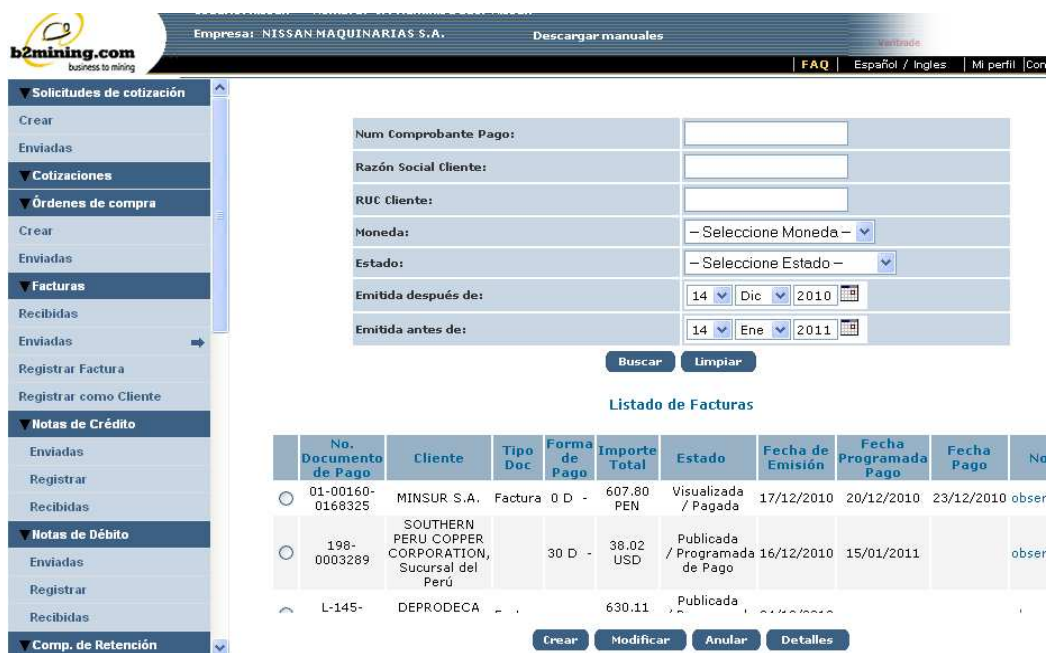 b2mining.com
business to mining
Empresa: NISSAN MAQUINARIAS S.A.
Descargar manuales
Veritrade
FAQ | Español / Ingles | Mi perfil |Con
Solicitudes de cotización
Crear
Enviadas
Cotizaciones
Órdenes de compra
Crear
Enviadas
Facturas
Recibidas
Enviadas
Registrar Factura
Registrar como Cliente
Notas de Crédito
Enviadas
Registrar
Recibidas
Notas de Débito
Enviadas
Registrar
Recibidas
Comp. de Retención
Num Comprobante Pago:
Razón Social Cliente:
RUC Cliente:
Moneda: – Seleccione Moneda –
Estado: – Seleccione Estado –
Emitida después de: 14 Dic 2010
Emitida antes de: 14 Ene 2011
Buscar Limpiar
Listado de Facturas
No. Documento de Pago Cliente Tipo Doc Forma de Pago Importe Total Estado Fecha de Emisión Fecha Programada Pago Fecha Pago No
01-00160-0168325 MINSUR S.A. Factura 0 D - 607.80 PEN Visualizada / Pagada 17/12/2010 20/12/2010 23/12/2010 obser
198-0003289 SOUTHERN PERU COPPER CORPORATION, Sucursal del Perú 30 D - 38.02 USD Publicada / Programada de Pago 16/12/2010 15/01/2011 obser
L-145- DEPRODECA 630.11 Publicada
Crear Modificar Anular Detalles